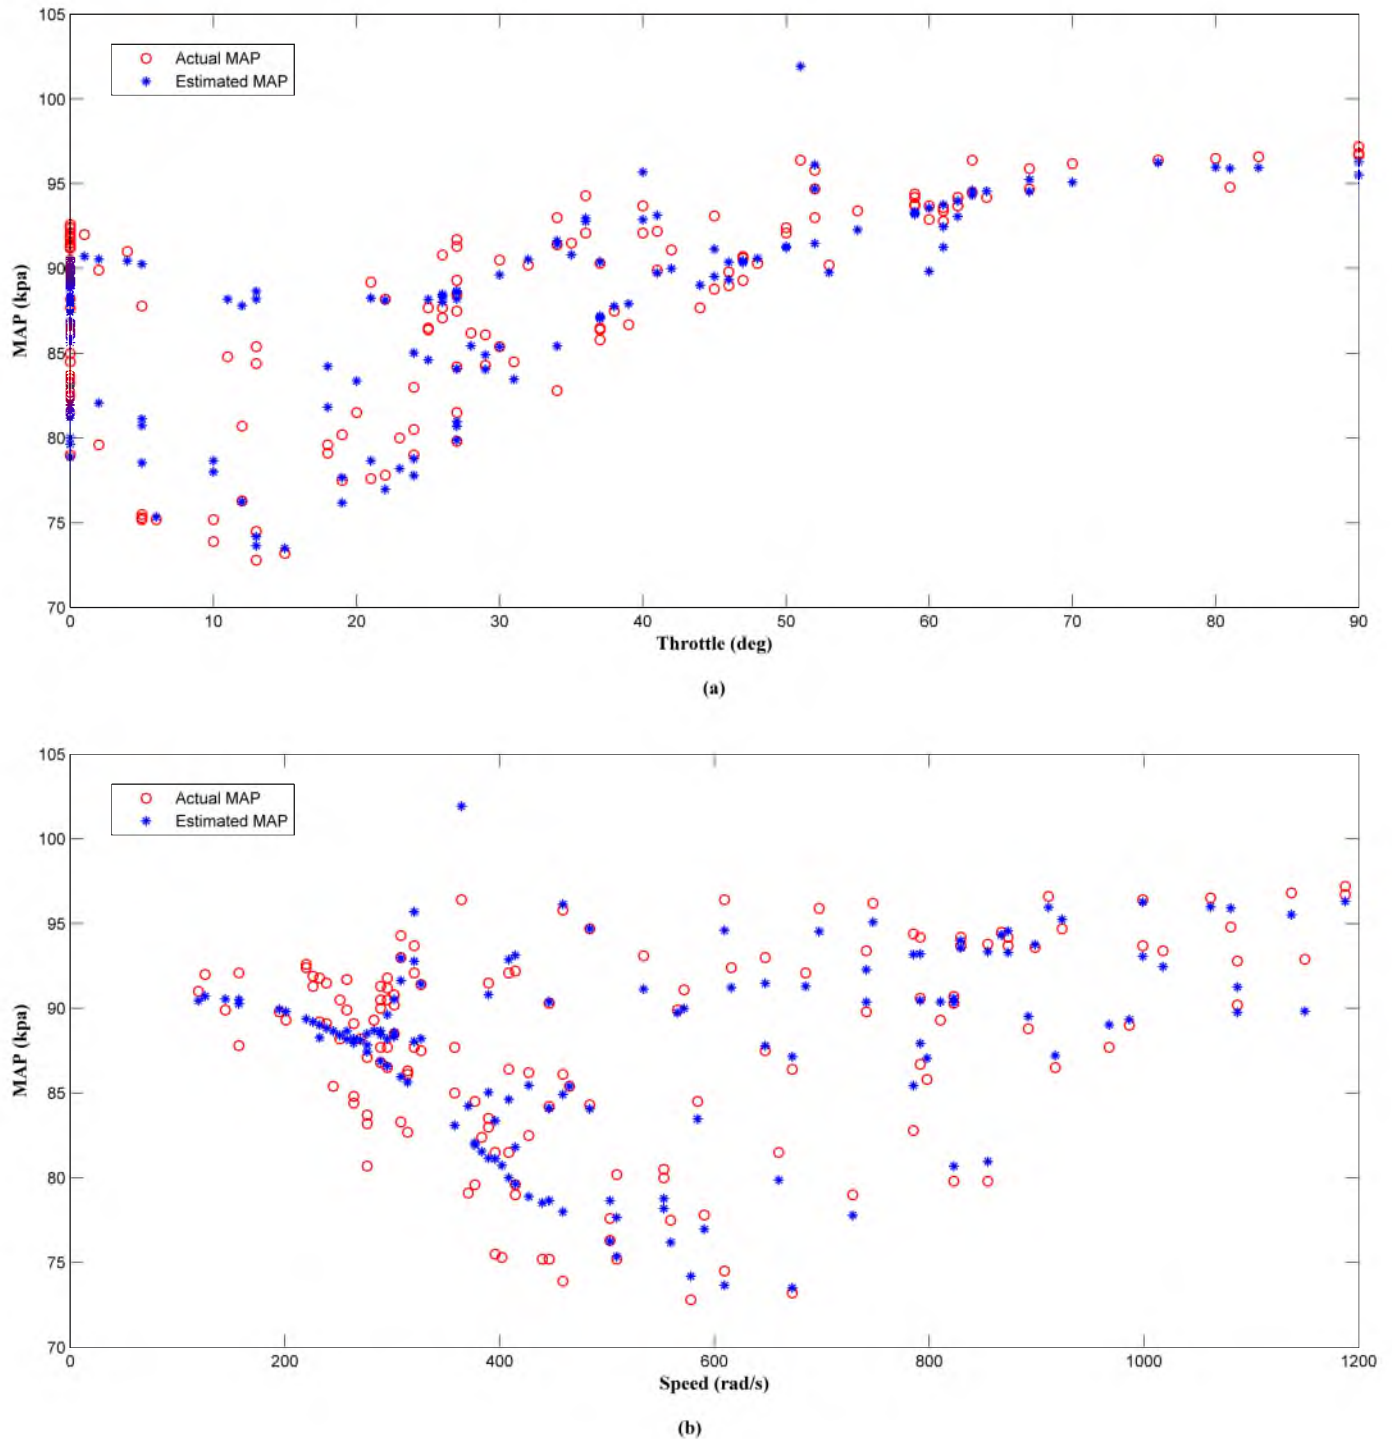 105
100
95
90
85
80
75
70
MAP (kpa)
Actual MAP
Estimated MAP
0 10 20 30 40 50 60 70 80 90
Throttle (deg)
(a)
105
100
95
90
85
80
75
70
MAP (kpa)
Actual MAP
Estimated MAP
0 200 400 600 800 1000 1200
Speed (rad/s)
(b)